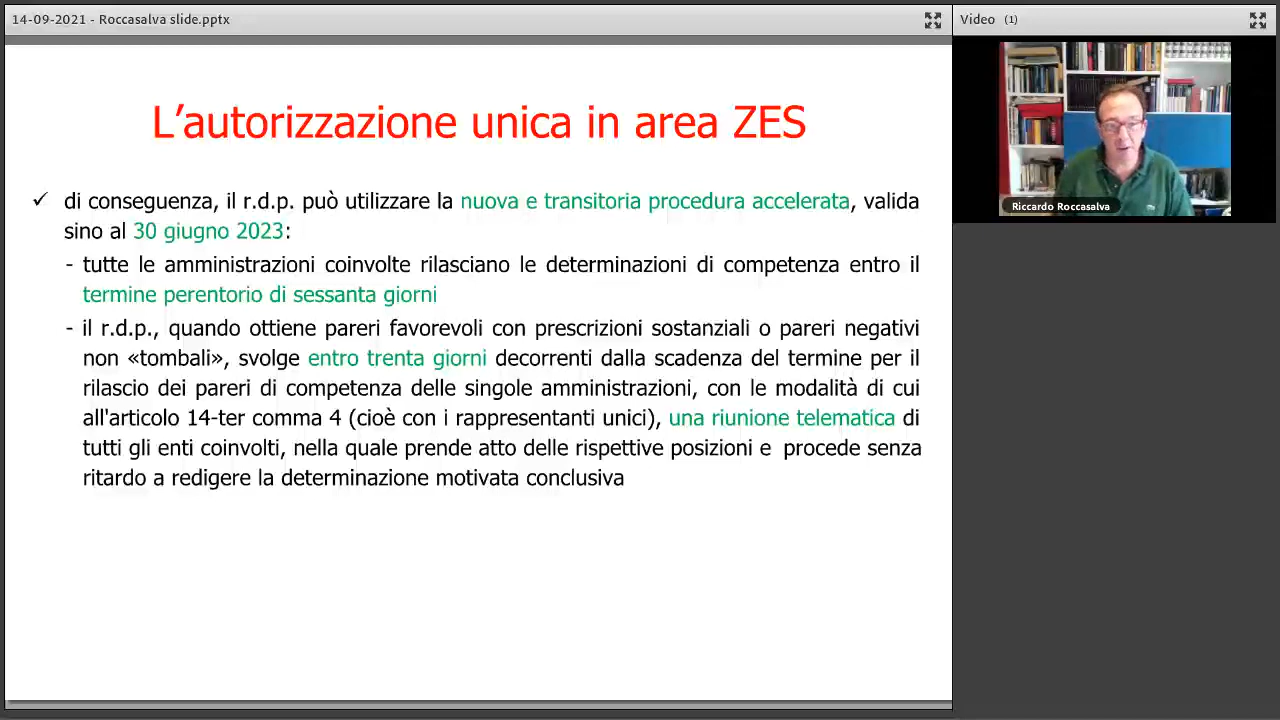 14-09-2021 - Roccasalva slide.pptx
Video (1)
L’autorizzazione unica in area ZES
✓ di conseguenza, il r.d.p. può utilizzare la nuova e transitoria procedura accelerata, valida
sino al 30 giugno 2023:
- tutte le amministrazioni coinvolte rilasciano le determinazioni di competenza entro il
termine perentorio di sessanta giorni
- il r.d.p., quando ottiene pareri favorevoli con prescrizioni sostanziali o pareri negativi
non «tombali», svolge entro trenta giorni decorrenti dalla scadenza del termine per il
rilascio dei pareri di competenza delle singole amministrazioni, con le modalità di cui
all'articolo 14-ter comma 4 (cioè con i rappresentanti unici), una riunione telematica di
tutti gli enti coinvolti, nella quale prende atto delle rispettive posizioni e procede senza
ritardo a redigere la determinazione motivata conclusiva
Riccardo Roccasalva